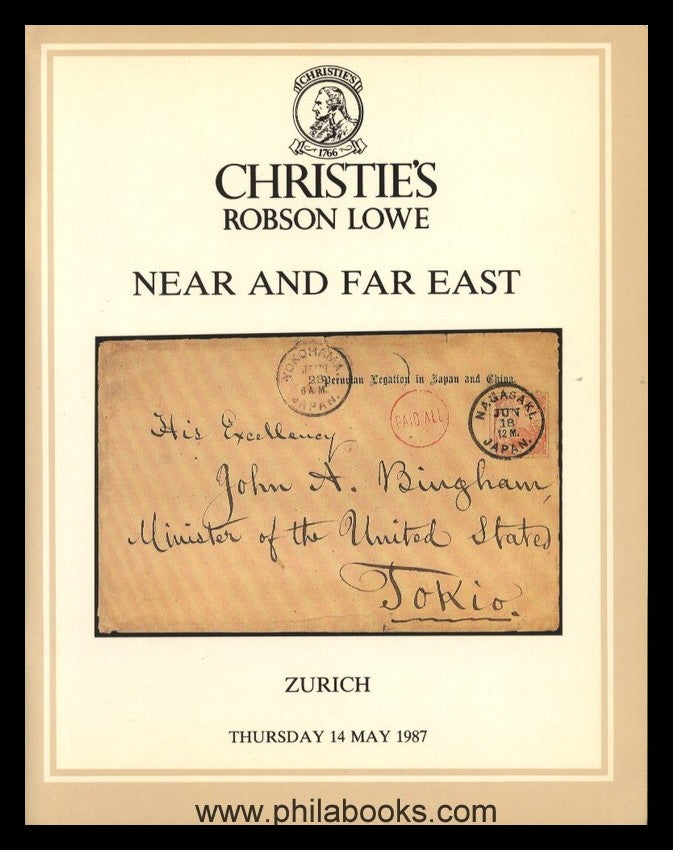 CHRISTIE'S
1766
CHRISTIE'S
ROBSON LOWE
NEAR AND FAR EAST
YOKOHAMA.
JUN
23
6 A.M.
JAPAN.
Peruvian Legation in Japan and China.
PAID ALL
NAGASAKI.
JUN
18
12 M.
JAPAN.
His Excellency
John A. Bingham,
Minister of the United States
Tokio.
ZURICH
THURSDAY 14 MAY 1987
www.philabooks.com